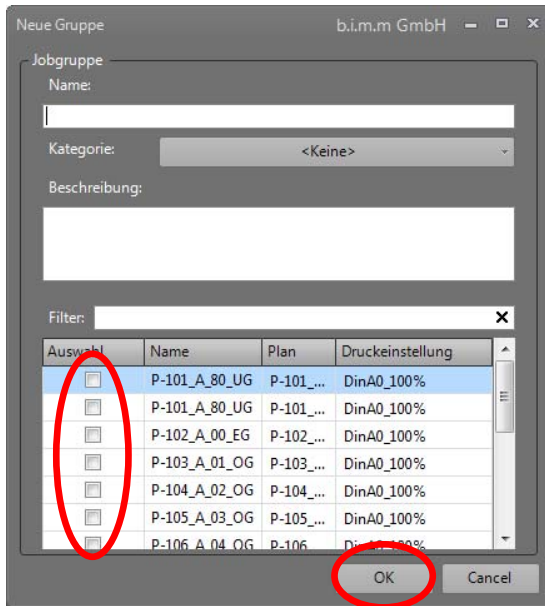 Neue Gruppe b.i.m.m GmbH
Jobgruppe
Name:
Kategorie: <Keine>
Beschreibung:
Filter:
Auswahl Name Plan Druckeinstellung
P-101_A_80_UG P-101_... DinA0_100%
P-101_A_80_UG P-101_... DinA0_100%
P-102_A_00_EG P-102_... DinA0_100%
P-103_A_01_OG P-103_... DinA0_100%
P-104_A_02_OG P-104_... DinA0_100%
P-105_A_03_OG P-105_... DinA0_100%
P-106_A_04_OG P-106 DinA0_100%
OK Cancel